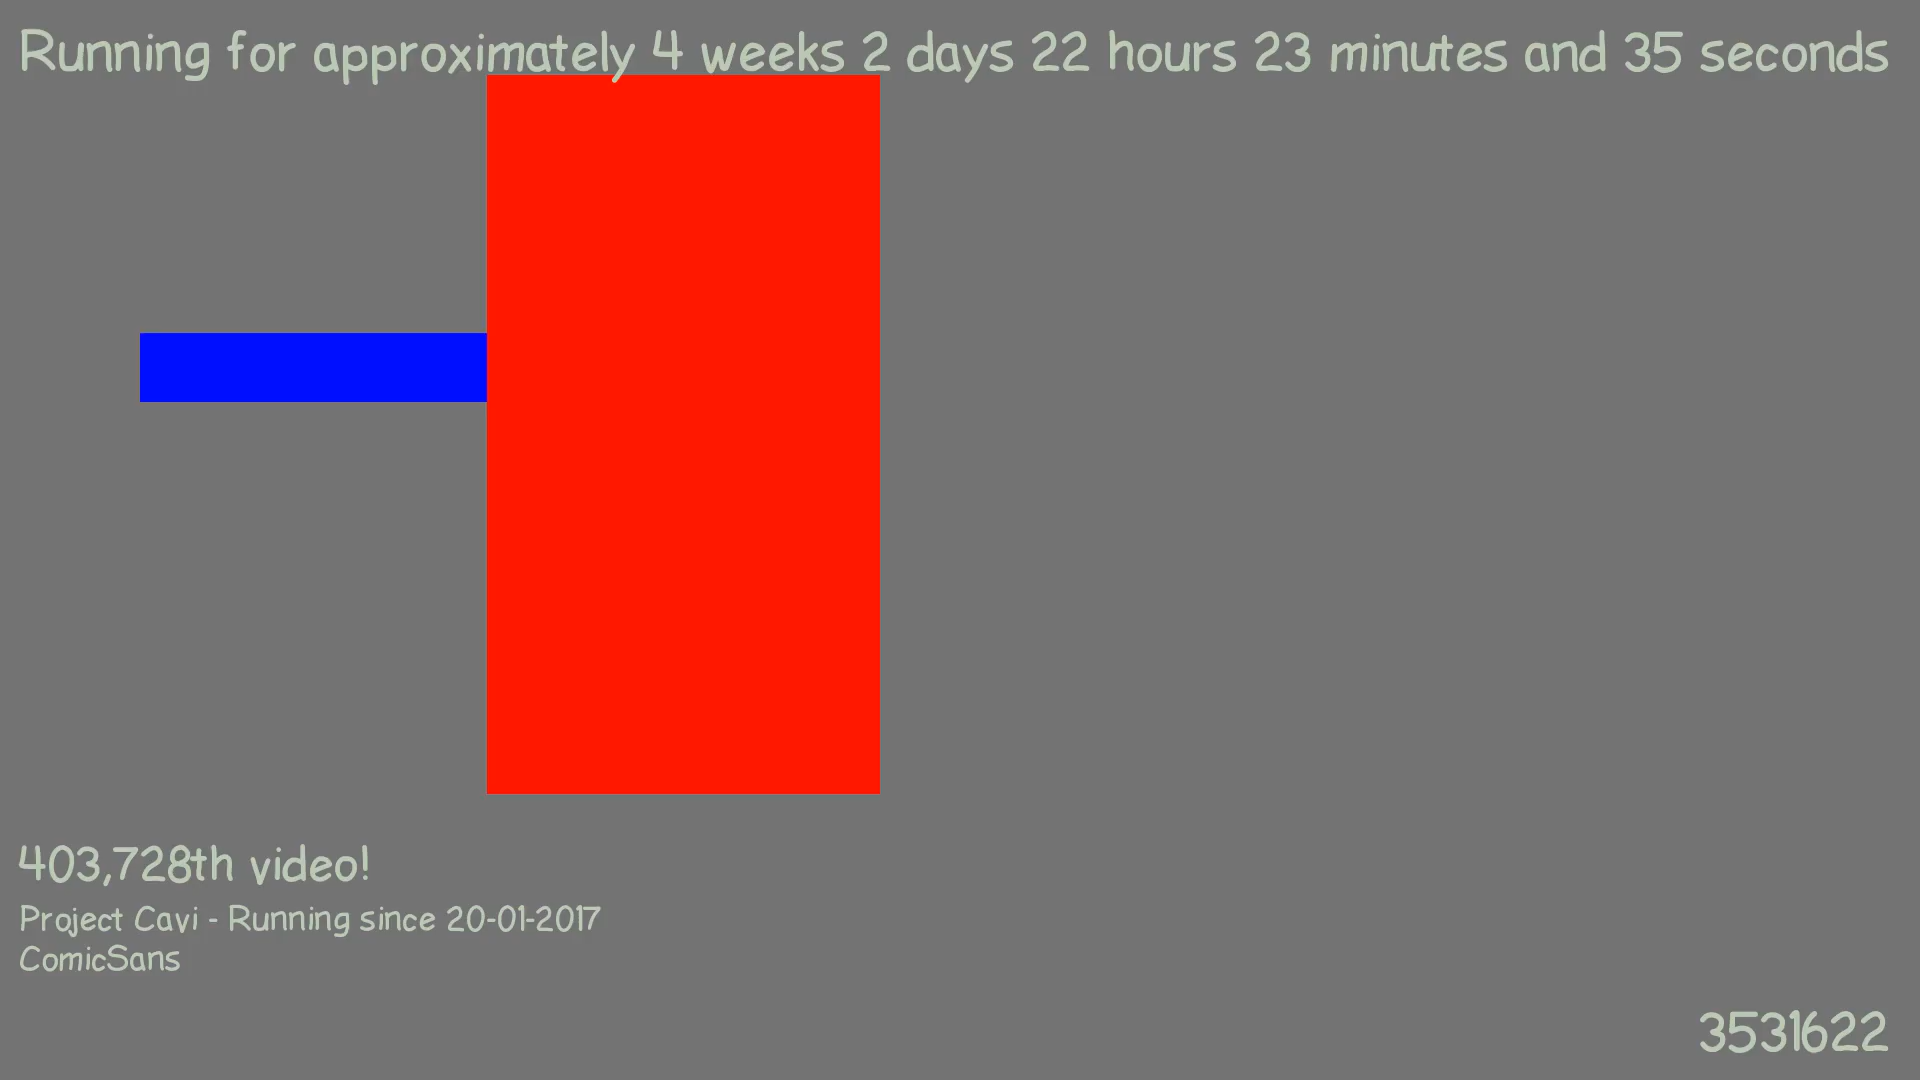 Running for approximately 4 weeks 2 days 22 hours 23 minutes and 35 seconds
403,728th video!
Project Cavi - Running since 20-01-2017
ComicSans
3531622